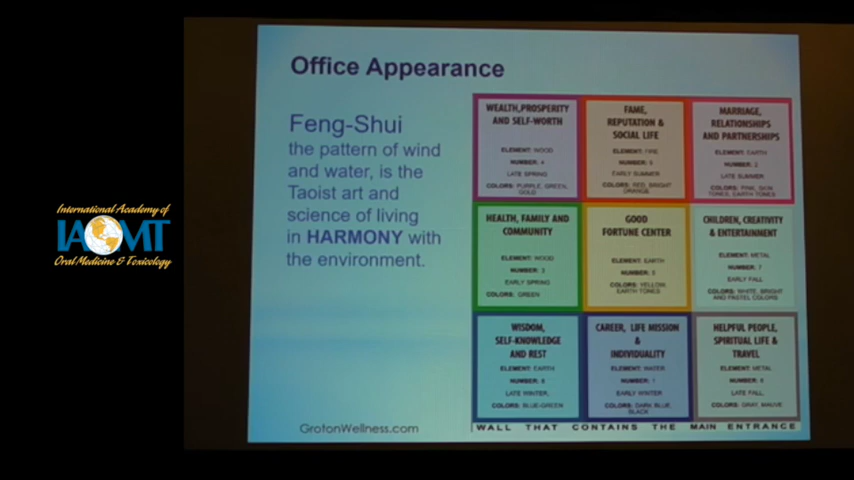 Office Appearance
Feng-Shui
the pattern of wind
and water, is the
Taoist art and
science of living
in HARMONY with
the environment.
GrotonWellness.com
WEALTH,PROSPERITY
AND SELF-WORTH
ELEMENT: WOOD
NUMBER: 4
LATE SPRING
COLORS: PURPLE, GREEN,
GOLD
FAME,
REPUTATION &
SOCIAL LIFE
ELEMENT: FIRE
NUMBER: 9
EARLY SUMMER
COLORS: RED, BRIGHT
ORANGE
MARRIAGE,
RELATIONSHIPS
AND PARTNERSHIPS
ELEMENT: EARTH
NUMBER: 2
LATE SUMMER
COLORS: PINK, SKIN
TONES, EARTH TONES
HEALTH, FAMILY AND
COMMUNITY
ELEMENT: WOOD
NUMBER: 3
EARLY SPRING
COLORS: GREEN
GOOD
FORTUNE CENTER
ELEMENT: EARTH
NUMBER: 5
COLORS: YELLOW,
EARTH TONES
CHILDREN, CREATIVITY
& ENTERTAINMENT
ELEMENT: METAL
NUMBER: 7
EARLY FALL
COLORS: WHITE, BRIGHT
AND PASTEL COLORS
WISDOM,
SELF-KNOWLEDGE
AND REST
ELEMENT: EARTH
NUMBER: 8
LATE WINTER,
COLORS: BLUE-GREEN
CAREER, LIFE MISSION
&
INDIVIDUALITY
ELEMENT: WATER
NUMBER: 1
EARLY WINTER
COLORS: DARK BLUE,
BLACK
HELPFUL PEOPLE,
SPIRITUAL LIFE &
TRAVEL
ELEMENT: METAL
NUMBER: 6
LATE FALL,
COLORS: GRAY, MAUVE
WALL THAT CONTAINS THE MAIN ENTRANCE
International Academy of
IAOMT
Oral Medicine & Toxicology